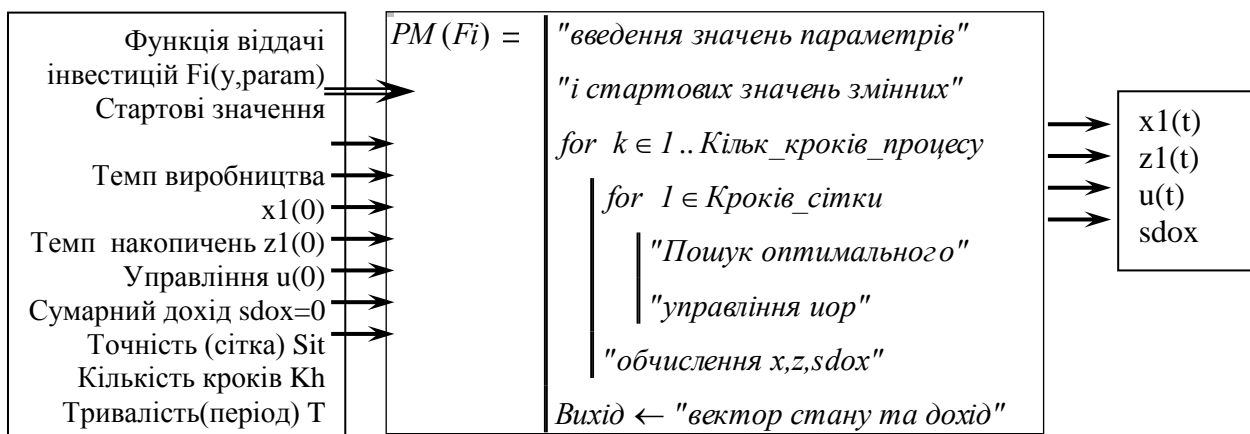 Функція віддачі
інвестицій Fi(y,param)
Стартові значення
Темп виробництва
x1(0)
Темп накопичень z1(0)
Управління u(0)
Сумарний дохід sdox=0
Точність (сітка) Sit
Кількість кроків Kh
Тривалість(період) T
PM(Fi) = "введення значень параметрів"
"і стартових значень змінних"
for k ∈ 1 .. Кільк_кроків_процесу
for l ∈ Кроків_сітки
"Пошук оптимального"
"управління uop"
"обчислення x,z,sdox"
Вихід ← "вектор стану та дохід"
x1(t)
z1(t)
u(t)
sdox